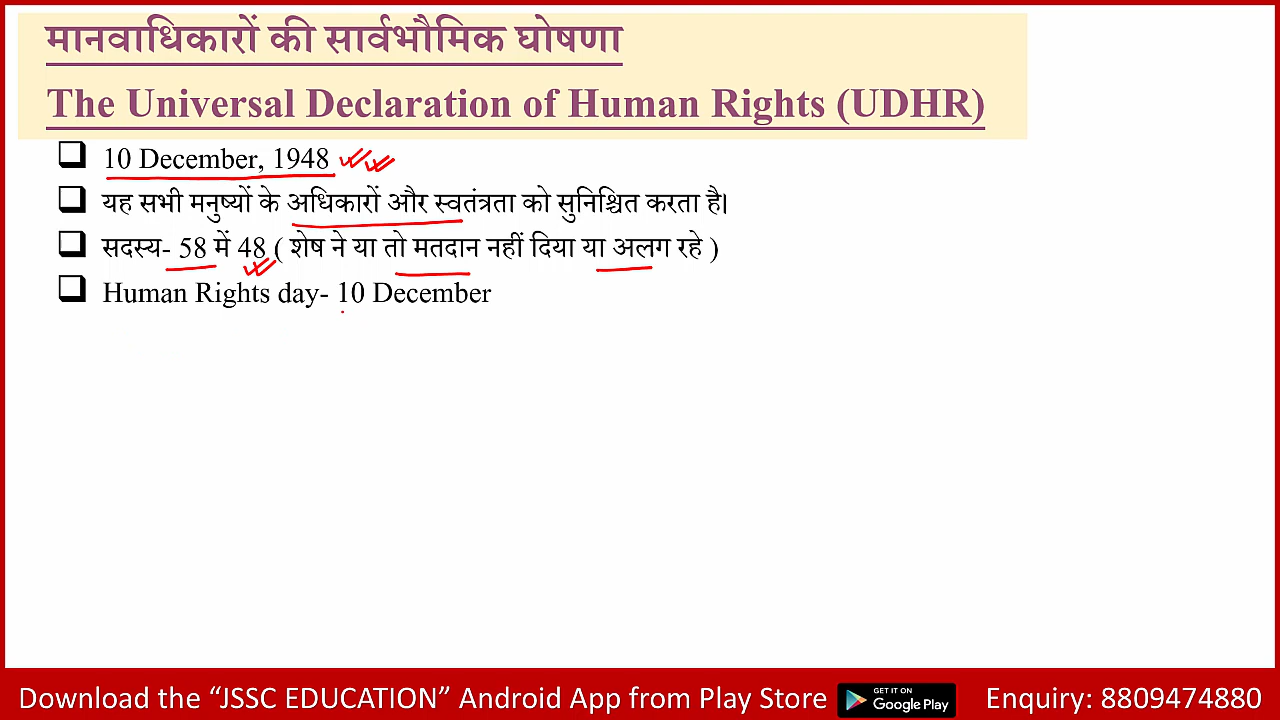 मानवाधिकारों की सार्वभौमिक घोषणा
The Universal Declaration of Human Rights (UDHR)
10 December, 1948
यह सभी मनुष्यों के अधिकारों और स्वतंत्रता को सुनिश्चित करता है।
सदस्य- 58 में 48 ( शेष ने या तो मतदान नहीं दिया या अलग रहे )
Human Rights day- 10 December
Download the “JSSC EDUCATION” Android App from Play Store GET IT ON Google Play Enquiry: 8809474880